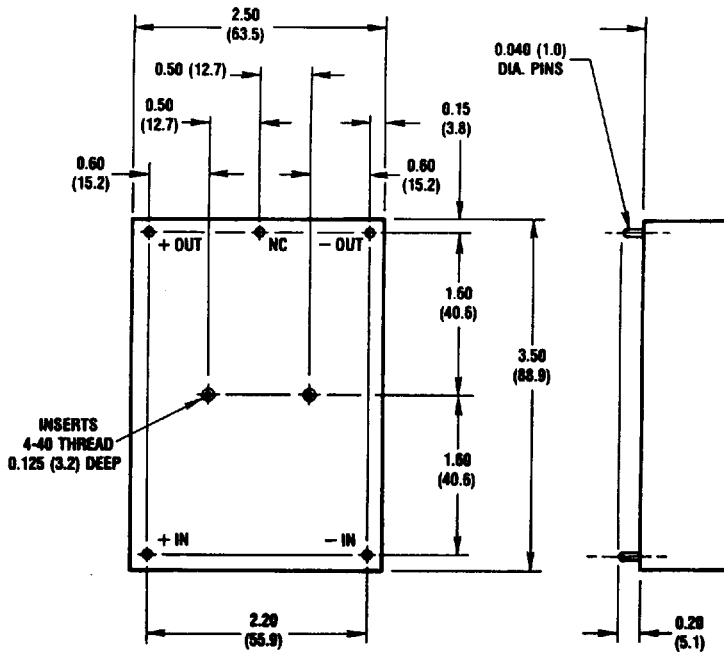 2.50
(63.5)
0.50 (12.7)
0.040 (1.0)
DIA. PINS
0.50
(12.7)
0.15
(3.8)
0.60
(15.2)
0.60
(15.2)
+ OUT
NC
− OUT
1.60
(40.6)
3.50
(88.9)
INSERTS
4-40 THREAD
0.125 (3.2) DEEP
1.60
(40.6)
+ IN
− IN
2.20
(55.9)
0.20
(5.1)